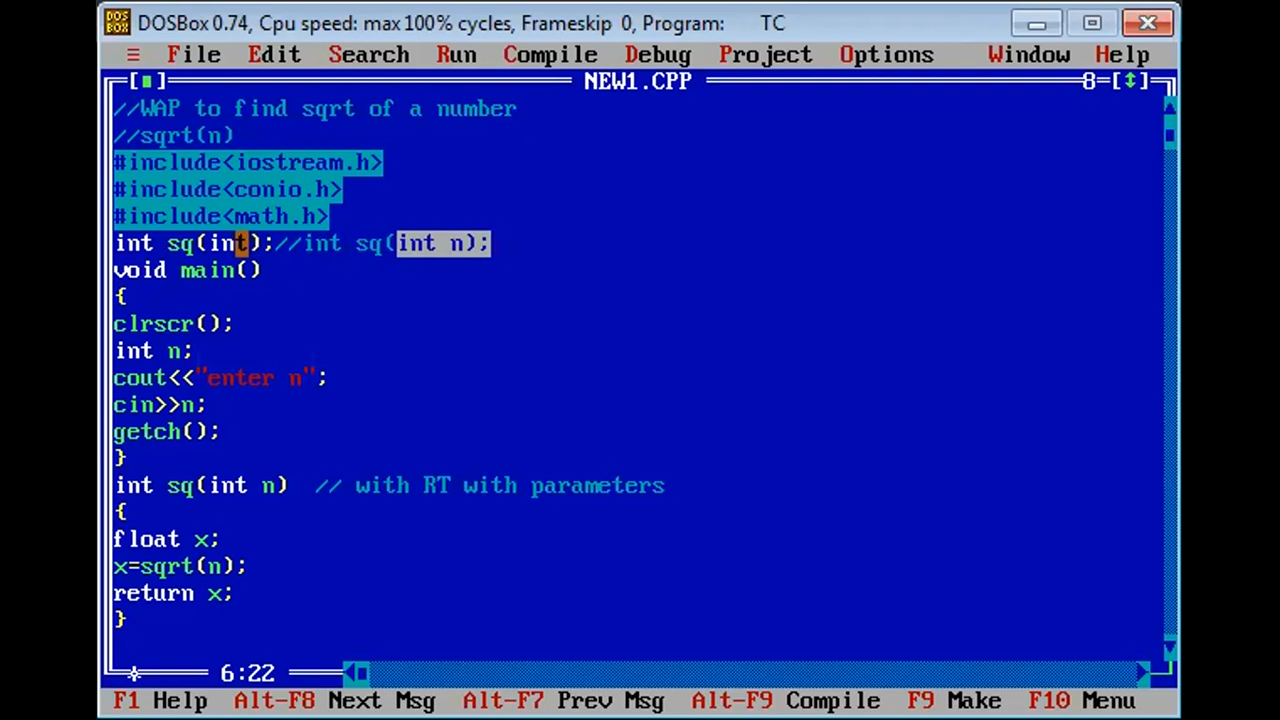 DOSBox 0.74, Cpu speed: max 100% cycles, Frameskip 0, Program: TC
≡ File Edit Search Run Compile Debug Project Options Window Help
[■] NEW1.CPP 8=[↕]
//WAP to find sqrt of a number
//sqrt(n)
#include<iostream.h>
#include<conio.h>
#include<math.h>
int sq(int);//int sq(int n);
void main()
{
clrscr();
int n;
cout<<"enter n";
cin>>n;
getch();
}
int sq(int n)  // with RT with parameters
{
float x;
x=sqrt(n);
return x;
}
6:22
F1 Help Alt-F8 Next Msg Alt-F7 Prev Msg Alt-F9 Compile F9 Make F10 Menu